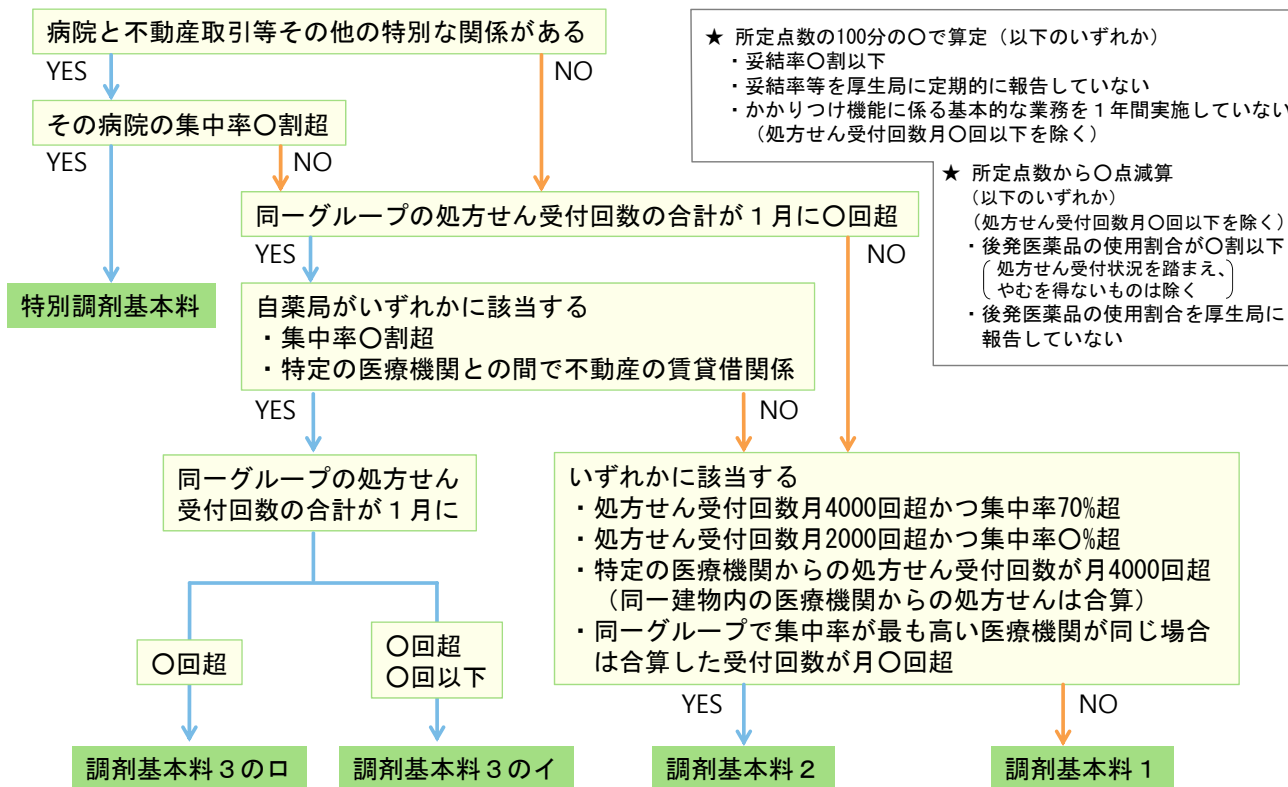 病院と不動産取引等その他の特別な関係がある
YES
NO
その病院の集中率〇割超
YES
NO
同一グループの処方せん受付回数の合計が１月に〇回超
YES
NO
特別調剤基本料
自薬局がいずれかに該当する
・集中率〇割超
・特定の医療機関との間で不動産の賃貸借関係
YES
NO
同一グループの処方せん
受付回数の合計が１月に
〇回超
〇回超
〇回以下
いずれかに該当する
・処方せん受付回数月4000回超かつ集中率70%超
・処方せん受付回数月2000回超かつ集中率〇%超
・特定の医療機関からの処方せん受付回数が月4000回超
（同一建物内の医療機関からの処方せんは合算）
・同一グループで集中率が最も高い医療機関が同じ場合
は合算した受付回数が月〇回超
YES
NO
調剤基本料３のロ
調剤基本料３のイ
調剤基本料２
調剤基本料１
★ 所定点数の100分の〇で算定（以下のいずれか）
・妥結率〇割以下
・妥結率等を厚生局に定期的に報告していない
・かかりつけ機能に係る基本的な業務を１年間実施していない
（処方せん受付回数月〇回以下を除く）
★ 所定点数から〇点減算
（以下のいずれか）
（処方せん受付回数月〇回以下を除く）
・後発医薬品の使用割合が〇割以下
（処方せん受付状況を踏まえ、
やむを得ないものは除く）
・後発医薬品の使用割合を厚生局に
報告していない